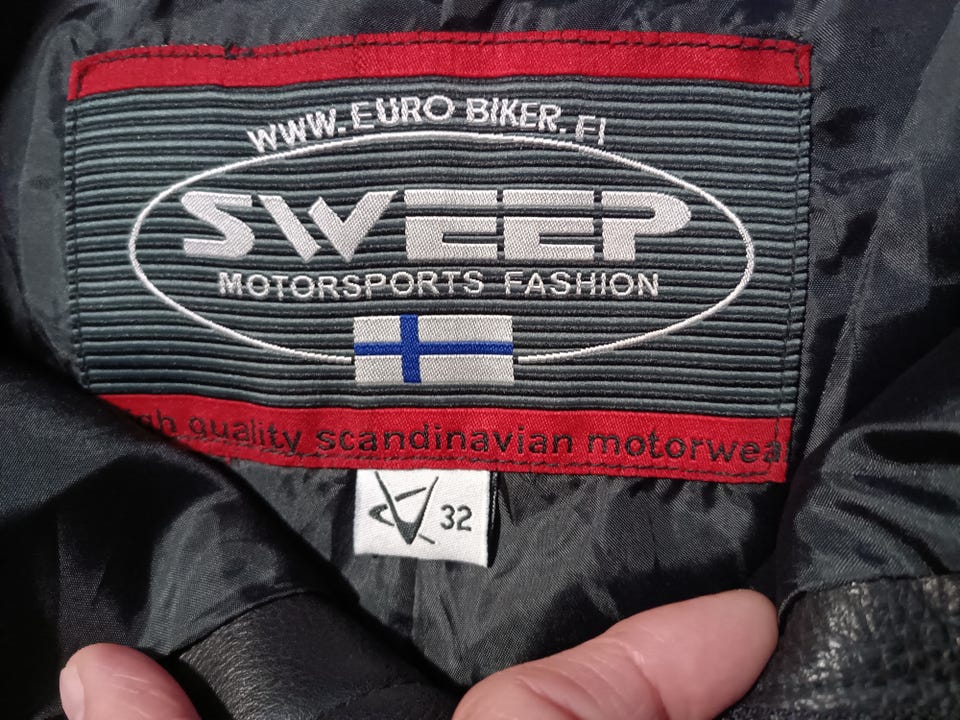 WWW.EURO BIKER.FI
SWEEP
MOTORSPORTS FASHION
quality scandinavian
32